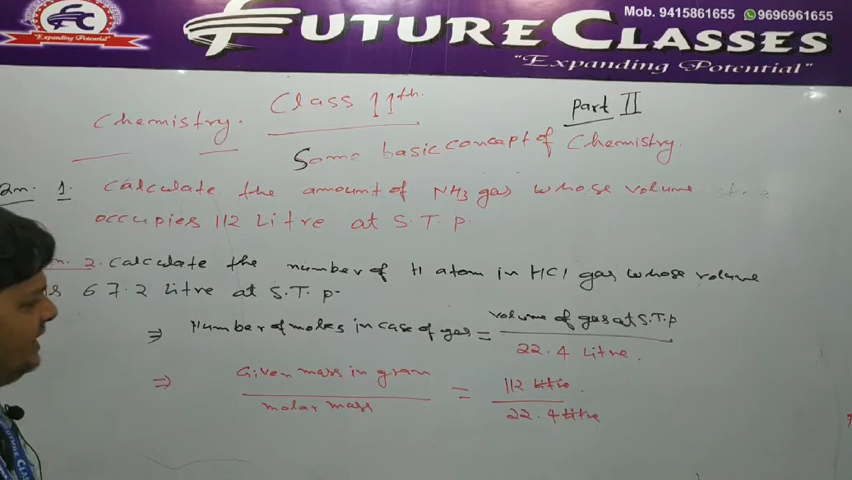 Mob. 9415861655 9696961655
FUTURE CLASSES
"Expanding Potential"
Expanding Potential
Chemistry. Class 11th. Part II
Some basic concept of Chemistry.
1. Calculate the amount of NH3 gas whose volume
occupies 112 Litre at S.T.p.
2. Calculate the number of H atom in HCl gas whose volume
67.2 litre at S.T.p.
⇒ Number of moles in case of gas = volume of gas at S.T.p
22.4 Litre.
⇒ Given mass in gram = 112 litre.
molar mass 22.4 litre